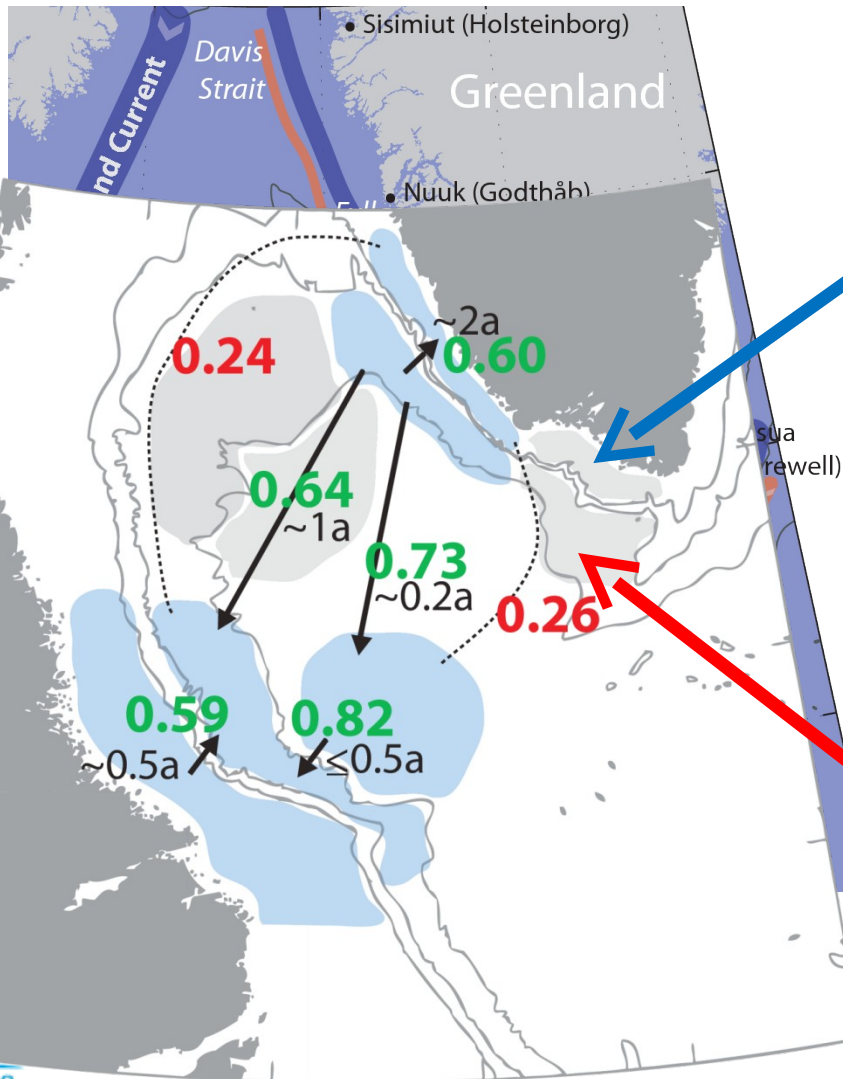 Sisimiut (Holsteinborg)
Davis
Strait
Greenland
nd Current
Nuuk (Godthåb)
~2a
0.60
0.24
sua
rewell)
0.64
~1a
0.73
~0.2a
0.26
0.59
0.82
~0.5a
≤0.5a